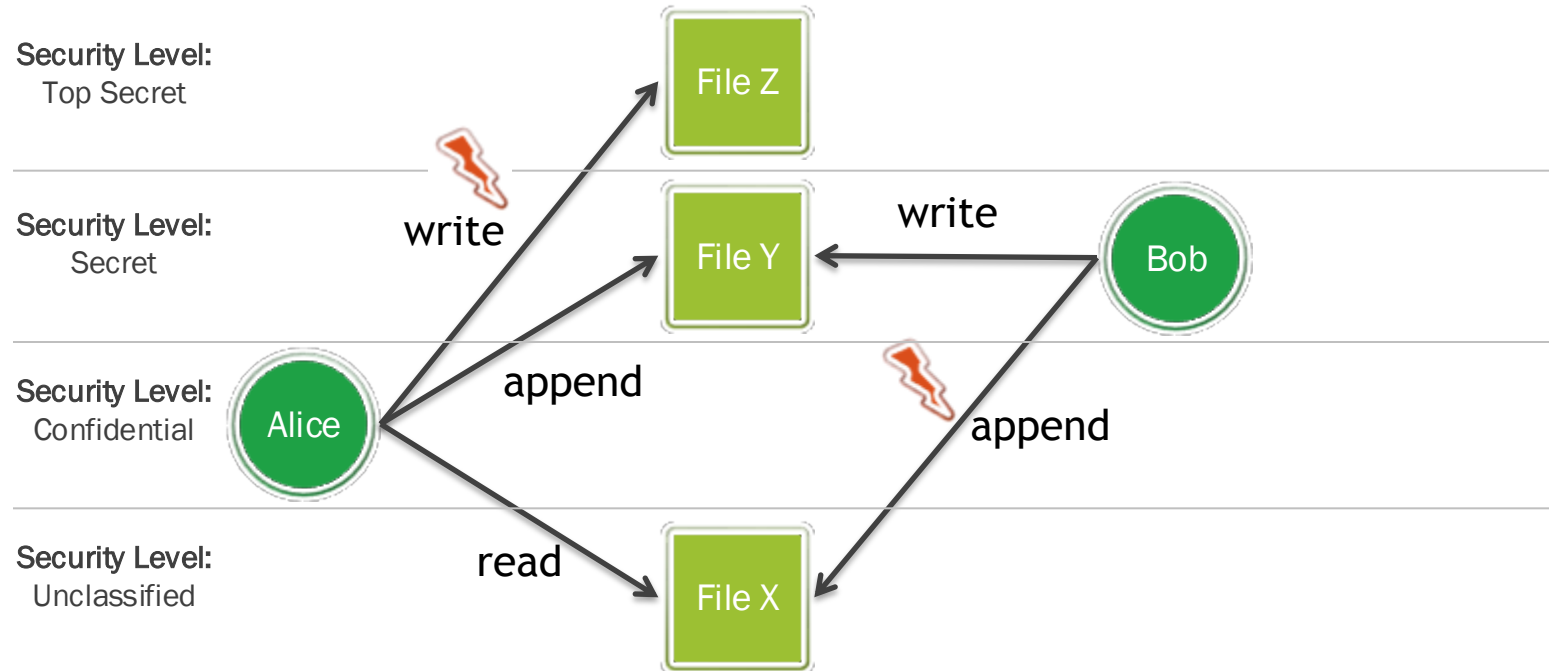 Security Level:
Top Secret
File Z
write
Security Level:
Secret
File Y
write
Bob
Security Level:
Confidential
Alice
append
append
Security Level:
Unclassified
read
File X